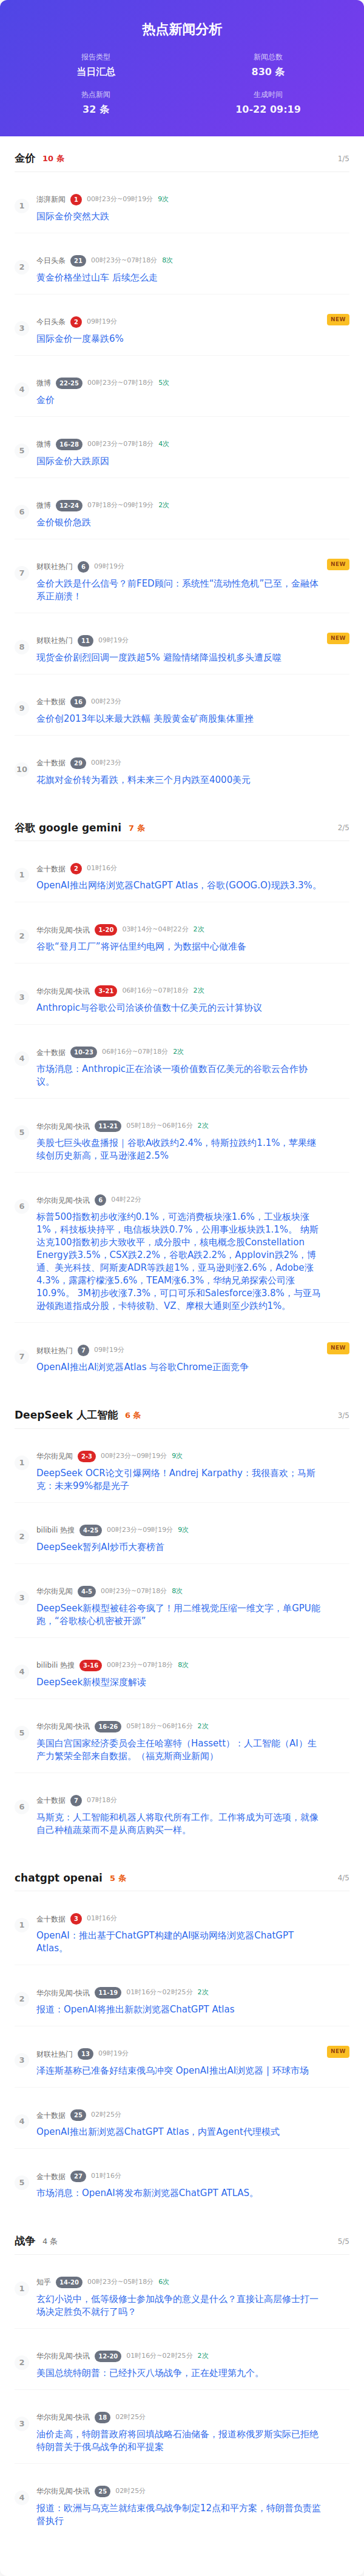 热点新闻分析
报告类型
新闻总数
当日汇总
830 条
热点新闻
生成时间
32 条
10-22 09:19
金价 10 条 1/5
1
澎湃新闻 1 00时23分~09时19分 9次
国际金价突然大跌
2
今日头条 21 00时23分~07时18分 8次
黄金价格坐过山车 后续怎么走
3
今日头条 2 09时19分 NEW
国际金价一度暴跌6%
4
微博 22-25 00时23分~07时18分 5次
金价
5
微博 16-28 00时23分~07时18分 4次
国际金价大跌原因
6
微博 12-24 07时18分~09时19分 2次
金价银价急跌
7
财联社热门 6 09时19分 NEW
金价大跌是什么信号？前FED顾问：系统性“流动性危机”已至，金融体
系正崩溃！
8
财联社热门 11 09时19分 NEW
现货金价剧烈回调一度跌超5% 避险情绪降温投机多头遭反噬
9
金十数据 16 00时23分
金价创2013年以来最大跌幅 美股黄金矿商股集体重挫
10
金十数据 29 00时23分
花旗对金价转为看跌，料未来三个月内跌至4000美元
谷歌 google gemini 7 条 2/5
1
金十数据 2 01时16分
OpenAI推出网络浏览器ChatGPT Atlas，谷歌(GOOG.O)现跌3.3%。
2
华尔街见闻-快讯 1-20 03时14分~04时22分 2次
谷歌“登月工厂”将评估里约电网，为数据中心做准备
3
华尔街见闻-快讯 3-21 06时16分~07时18分 2次
Anthropic与谷歌公司洽谈价值数十亿美元的云计算协议
4
金十数据 10-23 06时16分~07时18分 2次
市场消息：Anthropic正在洽谈一项价值数百亿美元的谷歌云合作协
议。
5
华尔街见闻-快讯 11-21 05时18分~06时16分 2次
美股七巨头收盘播报｜谷歌A收跌约2.4%，特斯拉跌约1.1%，苹果继
续创历史新高，亚马逊涨超2.5%
6
华尔街见闻-快讯 6 04时22分
标普500指数初步收涨约0.1%，可选消费板块涨1.6%，工业板块涨
1%，科技板块持平，电信板块跌0.7%，公用事业板块跌1.1%。 纳斯
达克100指数初步大致收平，成分股中，核电概念股Constellation
Energy跌3.5%，CSX跌2.2%，谷歌A跌2.2%，Applovin跌2%，博
通、美光科技、阿斯麦ADR等跌超1%，亚马逊则涨2.6%，Adobe涨
4.3%，露露柠檬涨5.6%，TEAM涨6.3%，华纳兄弟探索公司涨
10.9%。 3M初步收涨7.3%，可口可乐和Salesforce涨3.8%，与亚马
逊领跑道指成分股，卡特彼勒、VZ、摩根大通则至少跌约1%。
7
财联社热门 7 09时19分 NEW
OpenAI推出AI浏览器Atlas 与谷歌Chrome正面竞争
DeepSeek 人工智能 6 条 3/5
1
华尔街见闻 2-3 00时23分~09时19分 9次
DeepSeek OCR论文引爆网络！Andrej Karpathy：我很喜欢；马斯
克：未来99%都是光子
2
bilibili 热搜 4-25 00时23分~09时19分 9次
DeepSeek暂列AI炒币大赛榜首
3
华尔街见闻 4-5 00时23分~07时18分 8次
DeepSeek新模型被硅谷夸疯了！用二维视觉压缩一维文字，单GPU能
跑，“谷歌核心机密被开源”
4
bilibili 热搜 3-16 00时23分~07时18分 8次
DeepSeek新模型深度解读
5
华尔街见闻-快讯 16-26 05时18分~06时16分 2次
美国白宫国家经济委员会主任哈塞特（Hassett）：人工智能（AI）生
产力繁荣全部来自数据。（福克斯商业新闻）
6
金十数据 7 07时18分
马斯克：人工智能和机器人将取代所有工作。工作将成为可选项，就像
自己种植蔬菜而不是从商店购买一样。
chatgpt openai 5 条 4/5
1
金十数据 3 01时16分
OpenAI：推出基于ChatGPT构建的AI驱动网络浏览器ChatGPT
Atlas。
2
华尔街见闻-快讯 11-19 01时16分~02时25分 2次
报道：OpenAI将推出新款浏览器ChatGPT Atlas
3
财联社热门 13 09时19分 NEW
泽连斯基称已准备好结束俄乌冲突 OpenAI推出AI浏览器 | 环球市场
4
金十数据 25 02时25分
OpenAI推出新浏览器ChatGPT Atlas，内置Agent代理模式
5
金十数据 27 01时16分
市场消息：OpenAI将发布新浏览器ChatGPT ATLAS。
战争 4 条 5/5
1
知乎 14-20 00时23分~05时18分 6次
玄幻小说中，低等级修士参加战争的意义是什么？直接让高层修士打一
场决定胜负不就行了吗？
2
华尔街见闻-快讯 12-20 01时16分~02时25分 2次
美国总统特朗普：已经扑灭八场战争，正在处理第九个。
3
华尔街见闻-快讯 18 02时25分
油价走高，特朗普政府将回填战略石油储备，报道称俄罗斯实际已拒绝
特朗普关于俄乌战争的和平提案
4
华尔街见闻-快讯 25 02时25分
报道：欧洲与乌克兰就结束俄乌战争制定12点和平方案，特朗普负责监
督执行